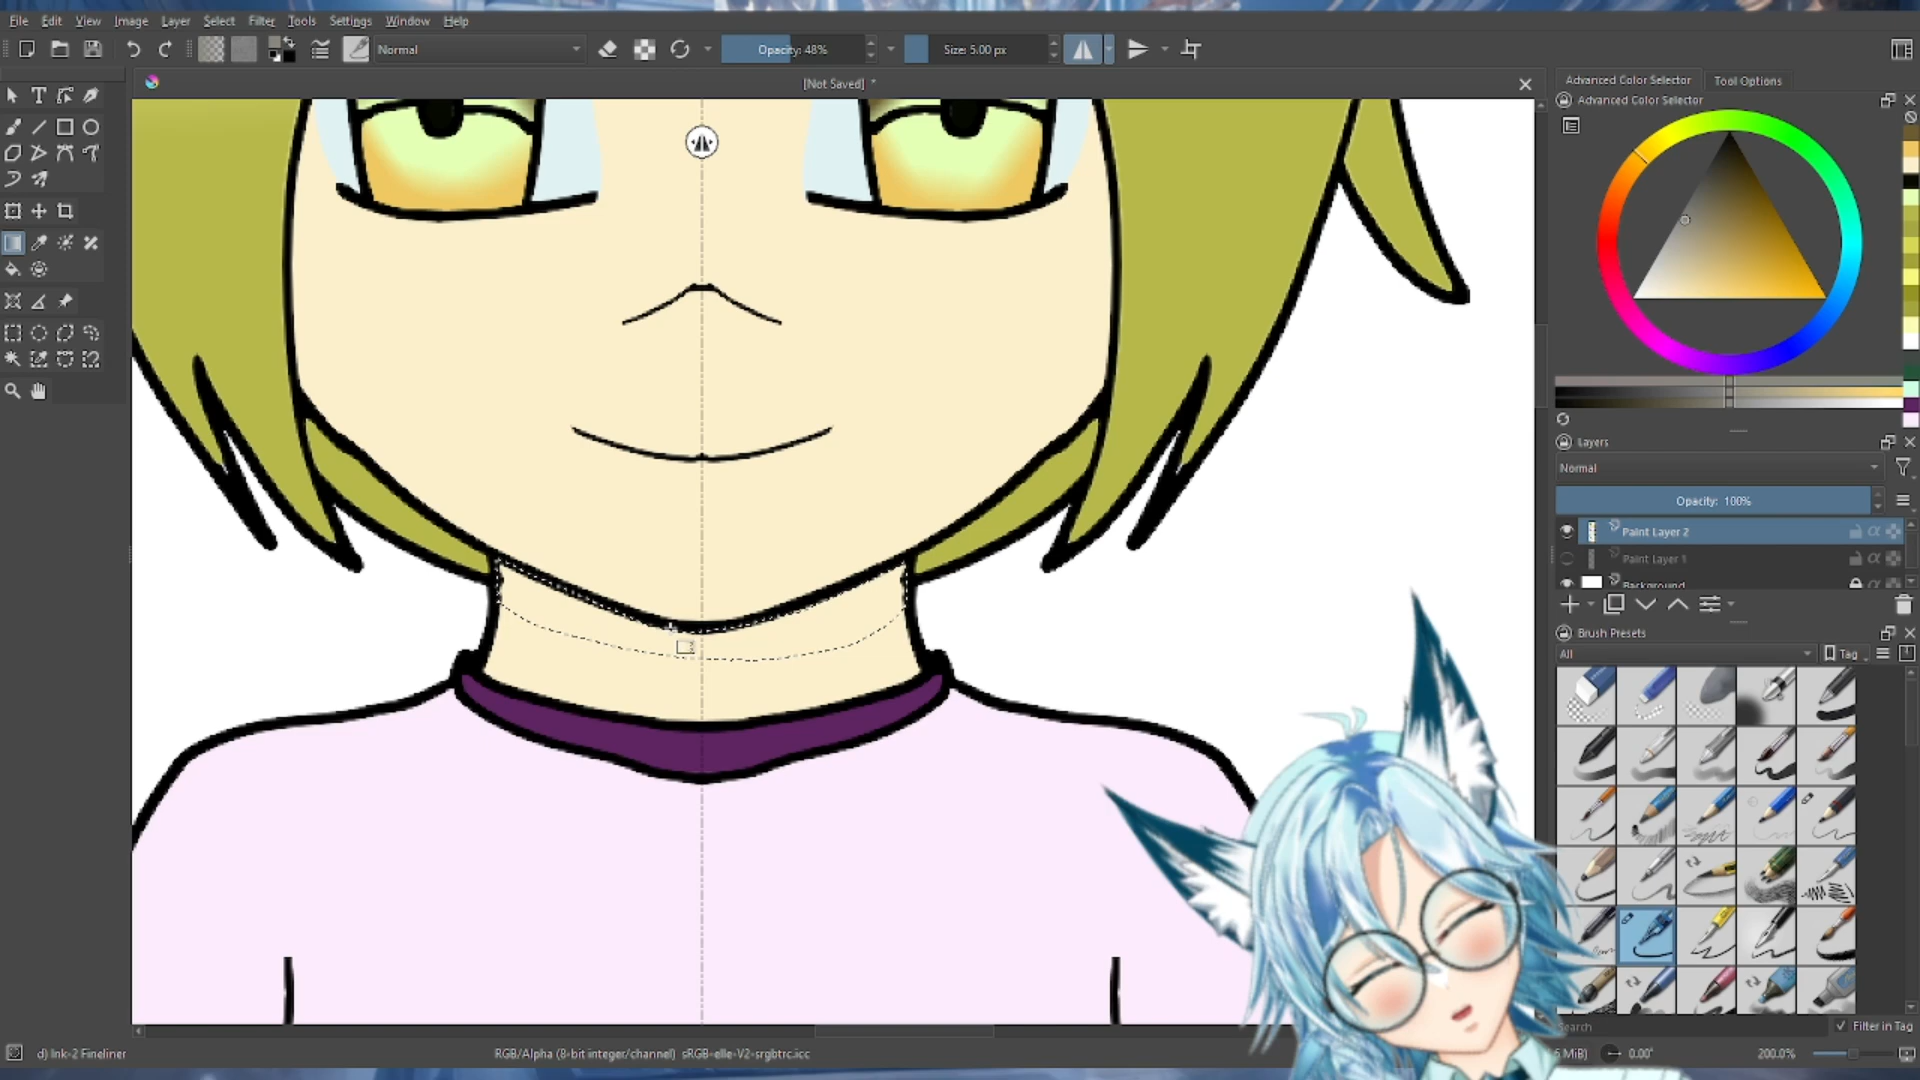 File Edit View Image Layer Select Filter Tools Settings Window Help
Normal Opacity: 48% Size: 5.00 px
[Not Saved] *
Advanced Color Selector Tool Options
Advanced Color Selector
Layers
Normal
Opacity: 100%
Paint Layer 2
Paint Layer 1
Background
Brush Presets
All Tag
Search Filter in Tag
d) Ink-2 Fineliner RGB/Alpha (8-bit integer/channel) sRGB-elle-V2-srgbtrc.icc MiB) 0.00° 200.0%